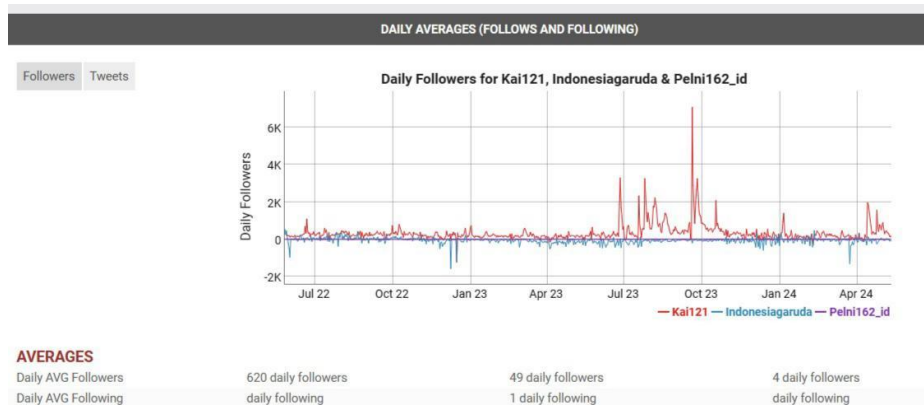 DAILY AVERAGES (FOLLOWS AND FOLLOWING)
Followers Tweets
Daily Followers for Kai121, Indonesiagaruda & Pelni162_id
Daily Followers
6K
4K
2K
0
-2K
Jul 22 Oct 22 Jan 23 Apr 23 Jul 23 Oct 23 Jan 24 Apr 24
— Kai121 — Indonesiagaruda — Pelni162_id
AVERAGES
Daily AVG Followers 620 daily followers 49 daily followers 4 daily followers
Daily AVG Following daily following 1 daily following daily following